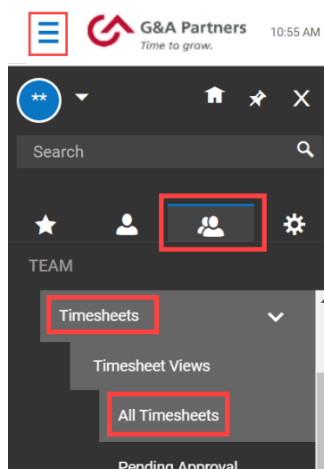 G&A Partners
Time to grow.
10:55 AM
**
X
Search
TEAM
Timesheets
Timesheet Views
All Timesheets
Pending Approval